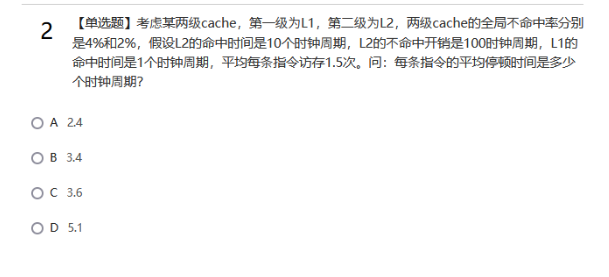 2
【单选题】考虑某两级cache，第一级为L1，第二级为L2，两级cache的全局不命中率分别
是4%和2%，假设L2的命中时间是10个时钟周期，L2的不命中开销是100时钟周期，L1的
命中时间是1个时钟周期，平均每条指令访存1.5次。问：每条指令的平均停顿时间是多少
个时钟周期?
A 2.4
B 3.4
C 3.6
D 5.1